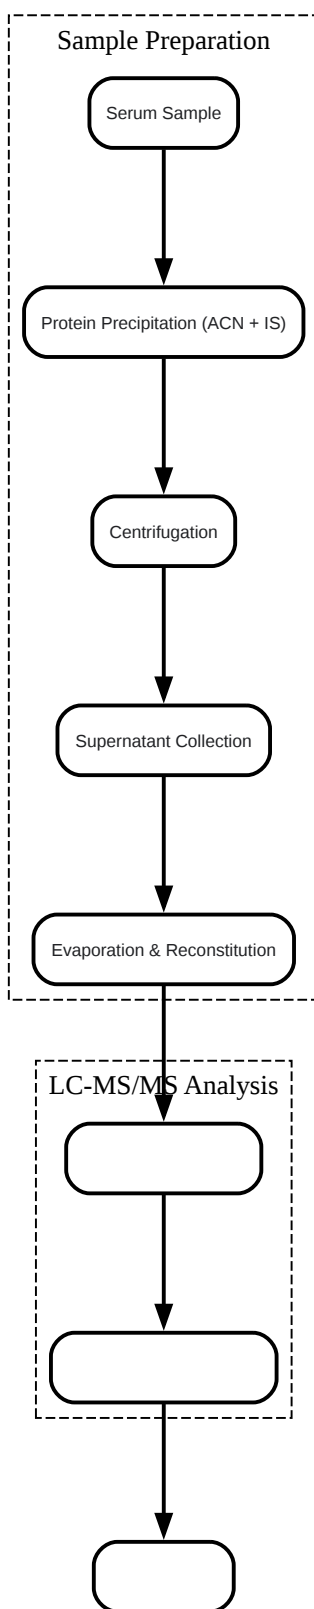 Sample Preparation
Serum Sample
Protein Precipitation (ACN + IS)
Centrifugation
Supernatant Collection
Evaporation & Reconstitution
LC-MS/MS Analysis